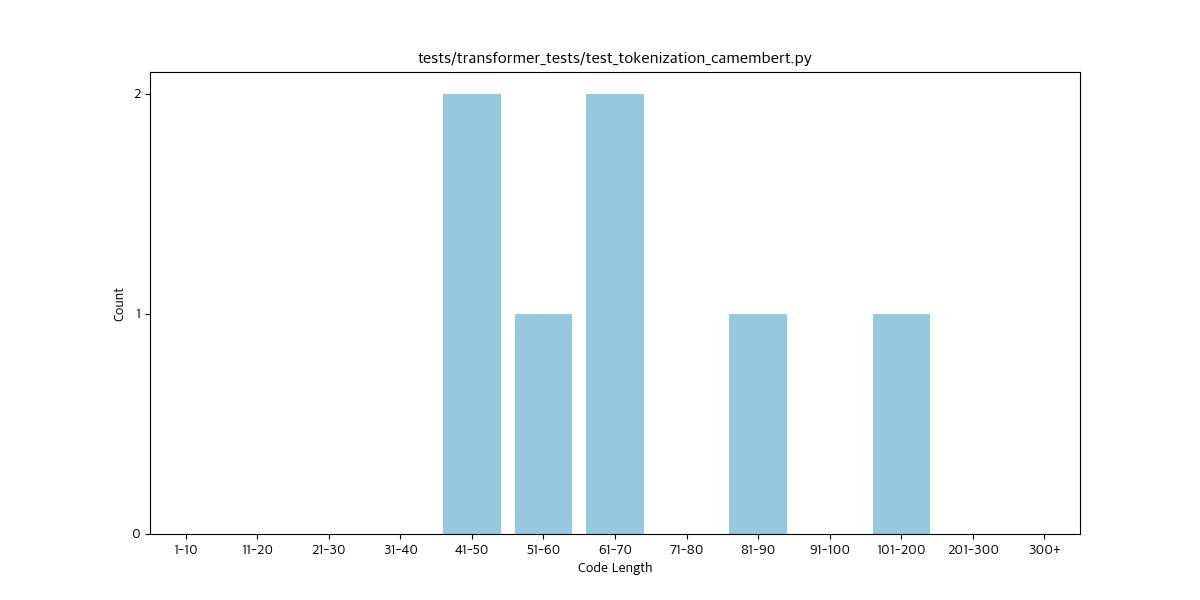 tests/transformer_tests/test_tokenization_camembert.py
2
1
0
Count
1-10 11-20 21-30 31-40 41-50 51-60 61-70 71-80 81-90 91-100 101-200 201-300 300+
Code Length